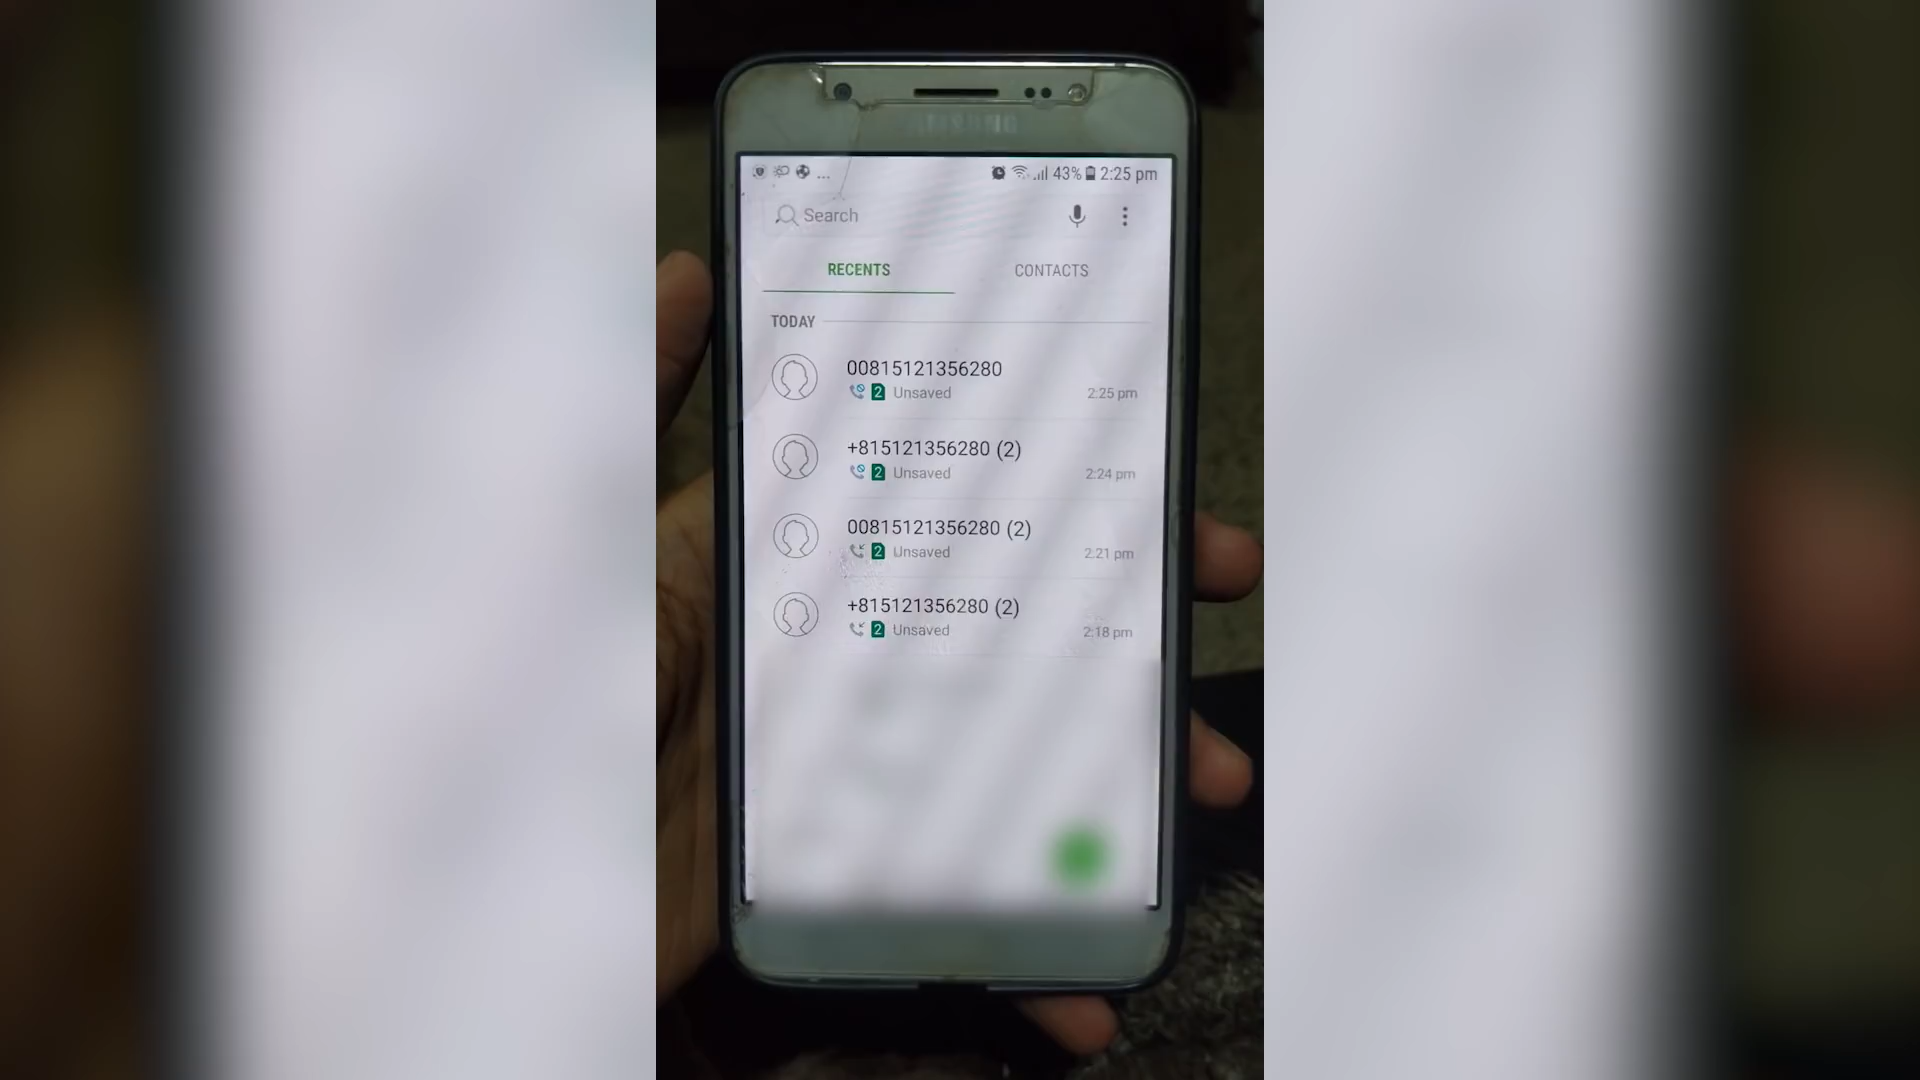 SAMSUNG
... 43% 2:25 pm
Search
RECENTS CONTACTS
TODAY
00815121356280
2 Unsaved 2:25 pm
+815121356280 (2)
2 Unsaved 2:24 pm
00815121356280 (2)
2 Unsaved 2:21 pm
+815121356280 (2)
2 Unsaved 2:18 pm